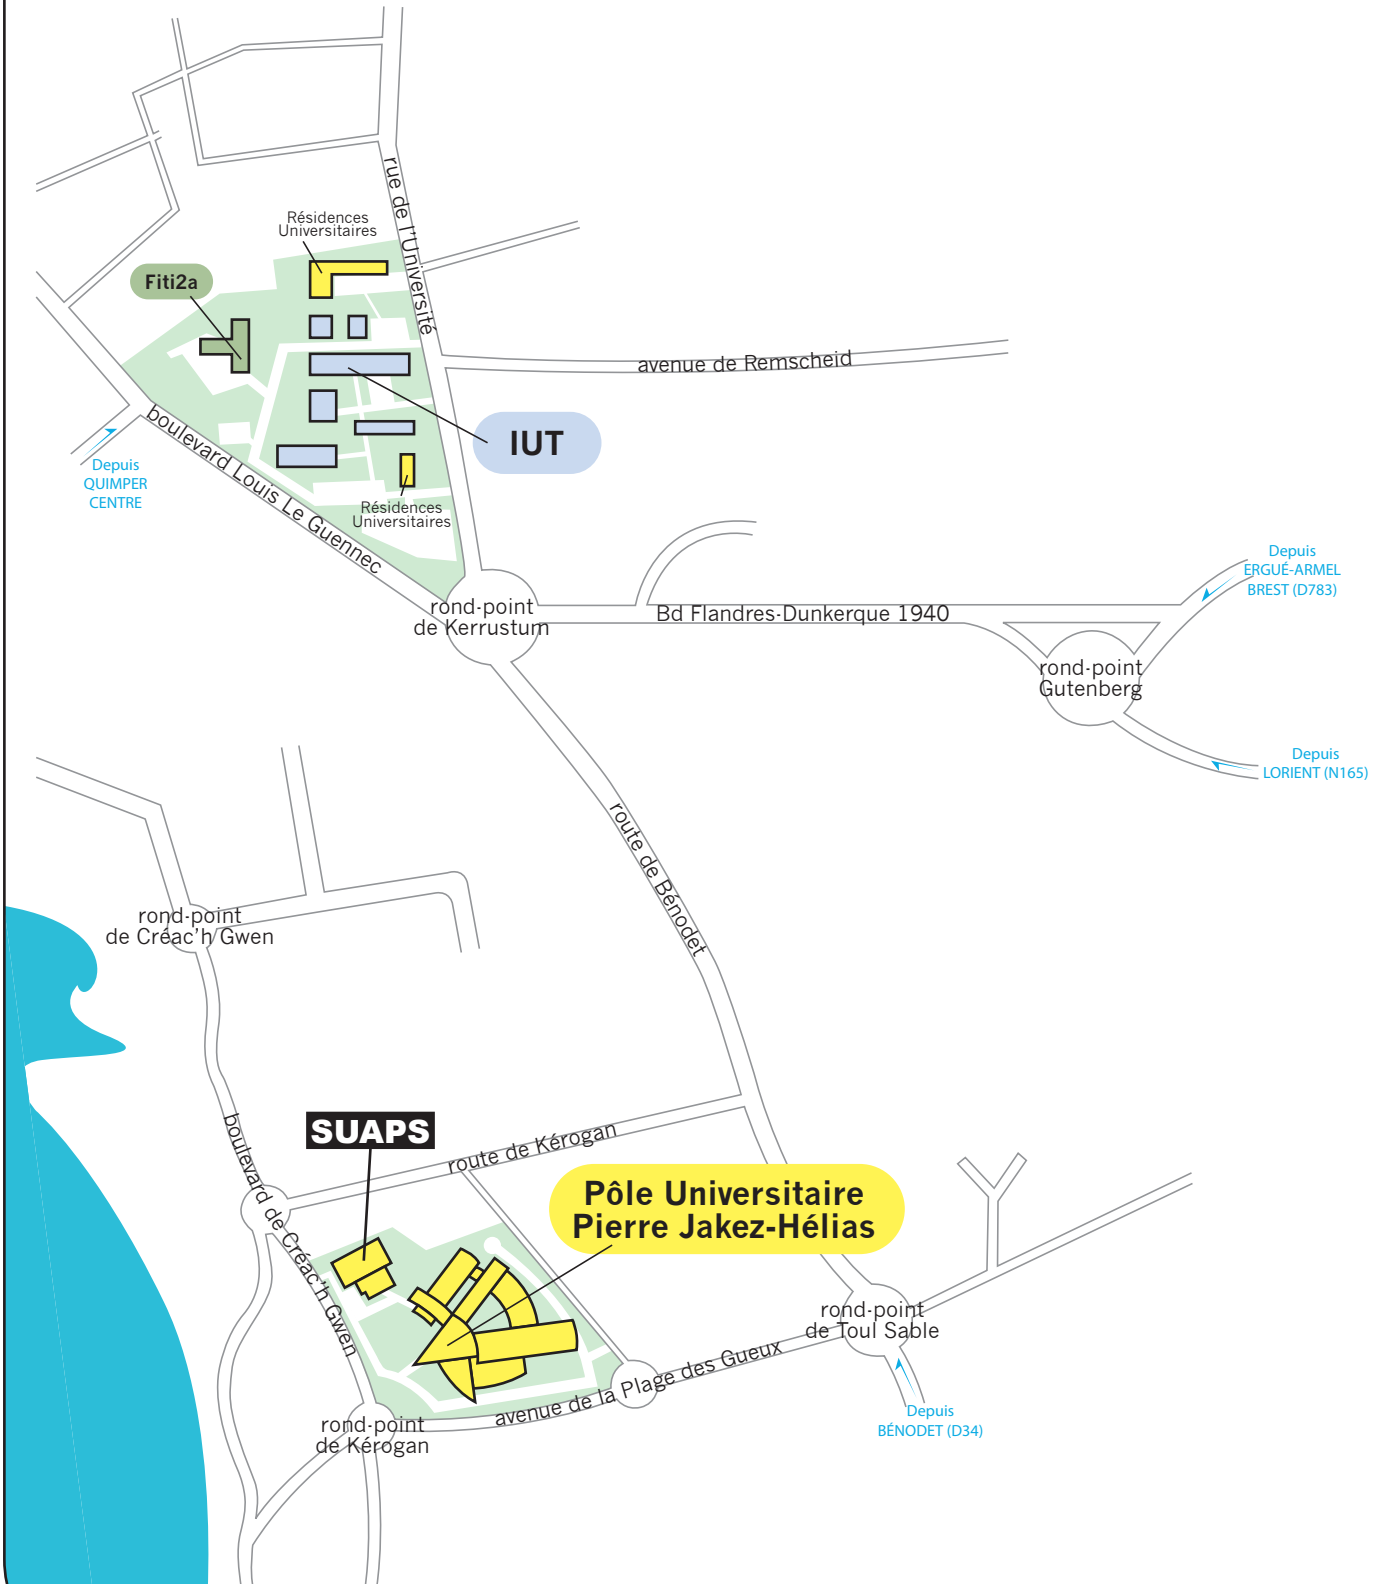 rue de l'Université
Résidences
Universitaires
Fiti2a
avenue de Remscheid
IUT
boulevard Louis Le Guennec
Depuis
QUIMPER
CENTRE
Résidences
Universitaires
Depuis
ERGUÉ-ARMEL
BREST (D783)
rond-point
de Kerrustum
Bd Flandres-Dunkerque 1940
rond-point
Gutenberg
Depuis
LORIENT (N165)
route de Bénodet
rond-point
de Créac’h Gwen
SUAPS
route de Kérogan
boulevard de Créac’h Gwen
Pôle Universitaire
Pierre Jakez-Hélias
rond-point
de Toul Sable
avenue de la Plage des Gueux
Depuis
BÉNODET (D34)
rond-point
de Kérogan